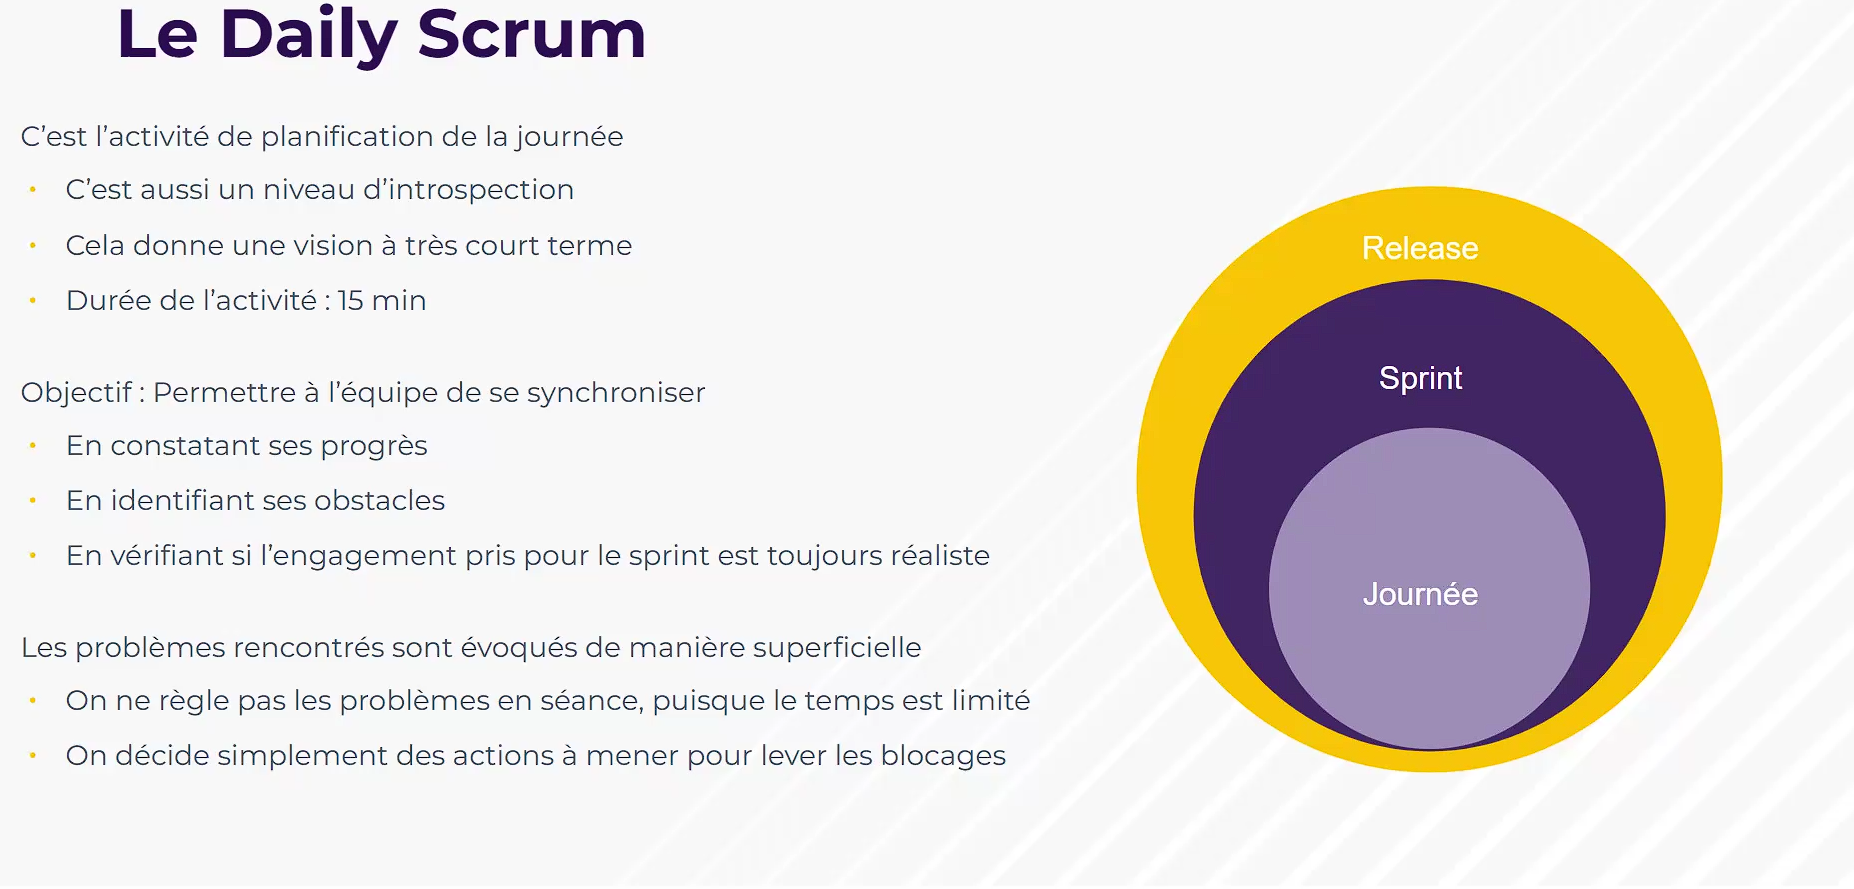 Le Daily Scrum
C’est l’activité de planification de la journée
• C’est aussi un niveau d’introspection
• Cela donne une vision à très court terme
• Durée de l’activité : 15 min
Objectif : Permettre à l’équipe de se synchroniser
• En constatant ses progrès
• En identifiant ses obstacles
• En vérifiant si l’engagement pris pour le sprint est toujours réaliste
Les problèmes rencontrés sont évoqués de manière superficielle
• On ne règle pas les problèmes en séance, puisque le temps est limité
• On décide simplement des actions à mener pour lever les blocages
Release
Sprint
Journée